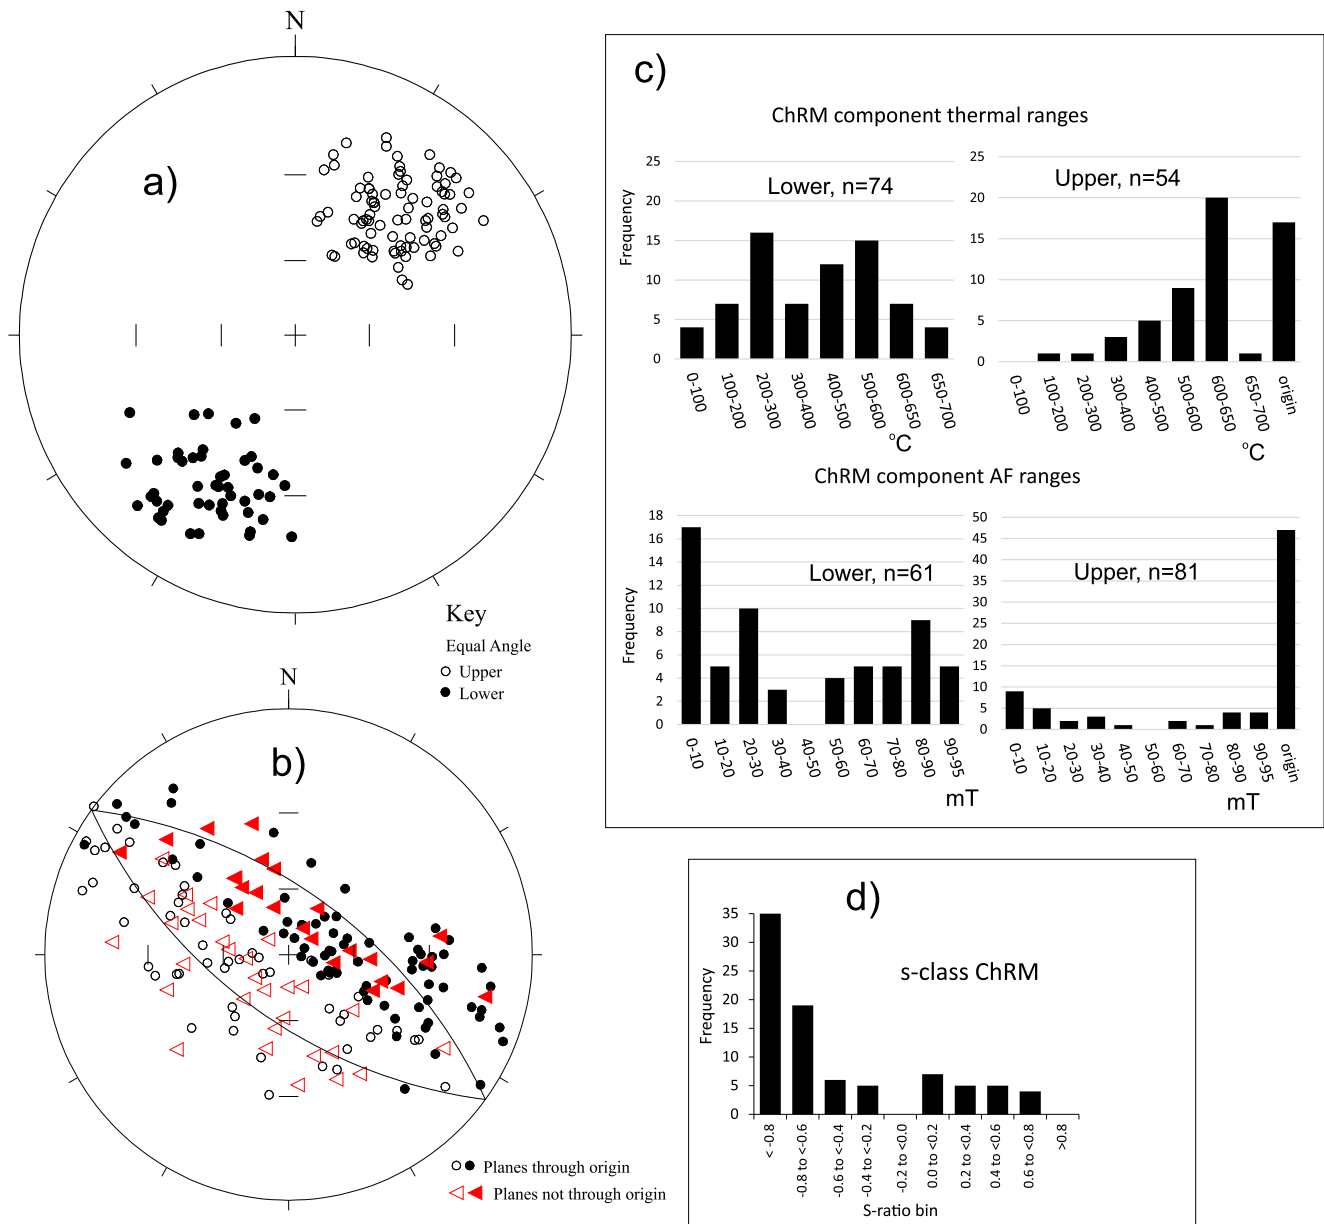 N
a)
Key
Equal Angle
Upper
Lower
N
b)
Planes through origin
Planes not through origin
c)
ChRM component thermal ranges
25
20
15
10
5
0
Frequency
Lower, n=74
0-100
100-200
200-300
300-400
400-500
500-600
600-650
650-700
°C
25
20
15
10
5
0
Upper, n=54
0-100
100-200
200-300
300-400
400-500
500-600
600-650
650-700
origin
°C
ChRM component AF ranges
18
16
14
12
10
8
6
4
2
0
Frequency
Lower, n=61
0-10
10-20
20-30
30-40
40-50
50-60
60-70
70-80
80-90
90-95
mT
50
45
40
35
30
25
20
15
10
5
0
Upper, n=81
0-10
10-20
20-30
30-40
40-50
50-60
60-70
70-80
80-90
90-95
origin
mT
d)
s-class ChRM
35
30
25
20
15
10
5
0
Frequency
< -0.8
-0.8 to <-0.6
-0.6 to <-0.4
-0.4 to <-0.2
-0.2 to <0.0
0.0 to <0.2
0.2 to <0.4
0.4 to <0.6
0.6 to <0.8
>0.8
S-ratio bin